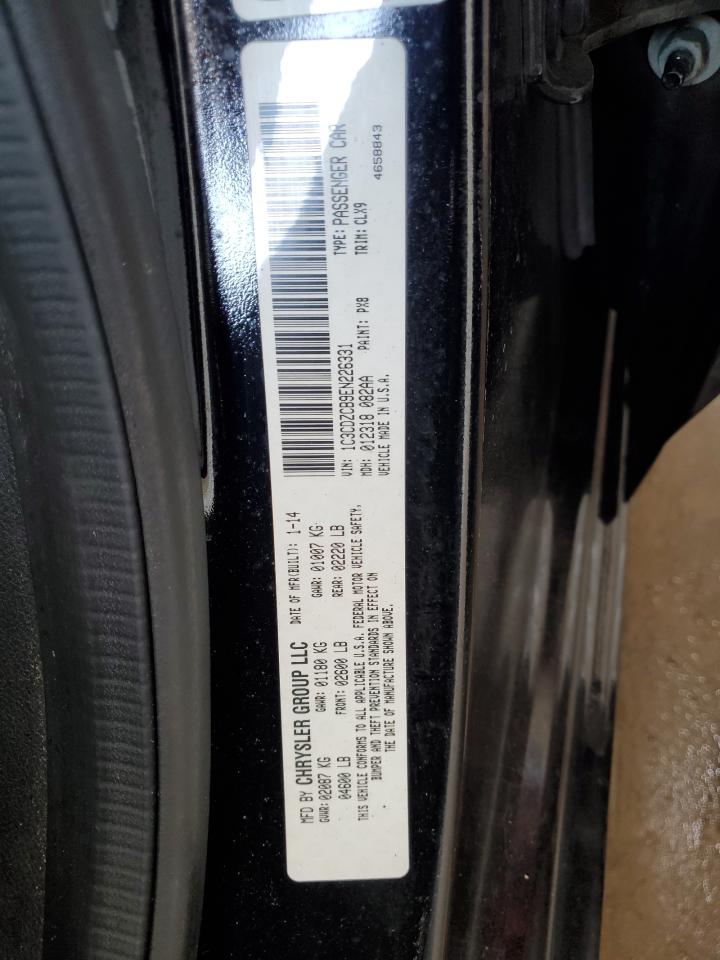 MFD BY CHRYSLER GROUP LLC DATE OF MFR(BUILT): 1-14
GVWR: 02087 KG GAWR: 01180 KG GAWR: 01007 KG
04600 LB FRONT: 02600 LB REAR: 02220 LB
THIS VEHICLE CONFORMS TO ALL APPLICABLE U.S.A. FEDERAL MOTOR VEHICLE SAFETY,
BUMPER AND THEFT PREVENTION STANDARDS IN EFFECT ON
THE DATE OF MANUFACTURE SHOWN ABOVE.
VIN: 1C3CDZCB9EN226331 TYPE: PASSENGER CAR
MDH: 012318 082AA PAINT: PX8 TRIM: CLX9
VEHICLE MADE IN U.S.A. 4658843